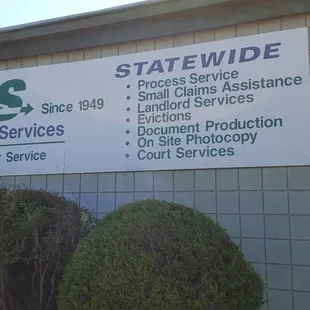 S
Since 1949
Services
Service
STATEWIDE
• Process Service
• Small Claims Assistance
• Landlord Services
• Evictions
• Document Production
• On Site Photocopy
• Court Services